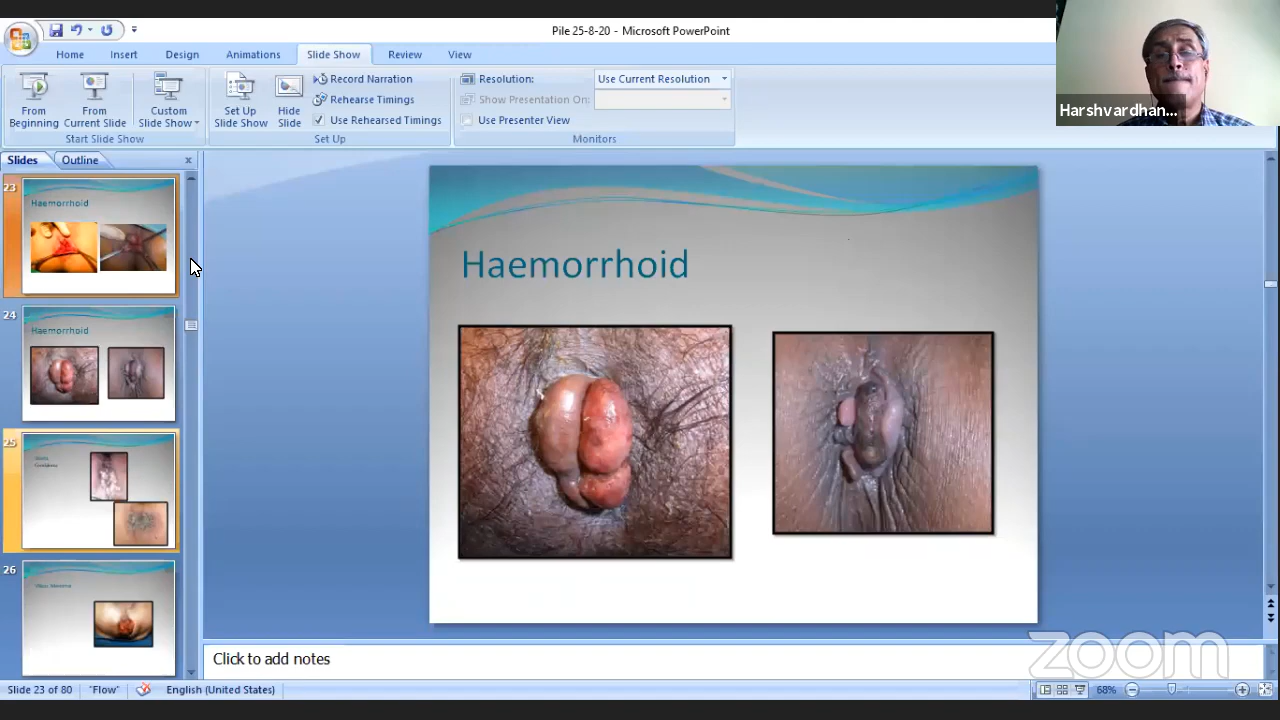 Pile 25-8-20 - Microsoft PowerPoint
Home Insert Design Animations Slide Show Review View
From Beginning
From Current Slide
Custom Slide Show
Start Slide Show
Set Up Slide Show
Hide Slide
Record Narration
Rehearse Timings
Use Rehearsed Timings
Set Up
Resolution: Use Current Resolution
Show Presentation On:
Use Presenter View
Monitors
Harshvardhan...
Slides Outline
23
Haemorrhoid
24
Haemorrhoid
25
26
Haemorrhoid
Click to add notes
zoom
Slide 23 of 80 "Flow" English (United States) 68%